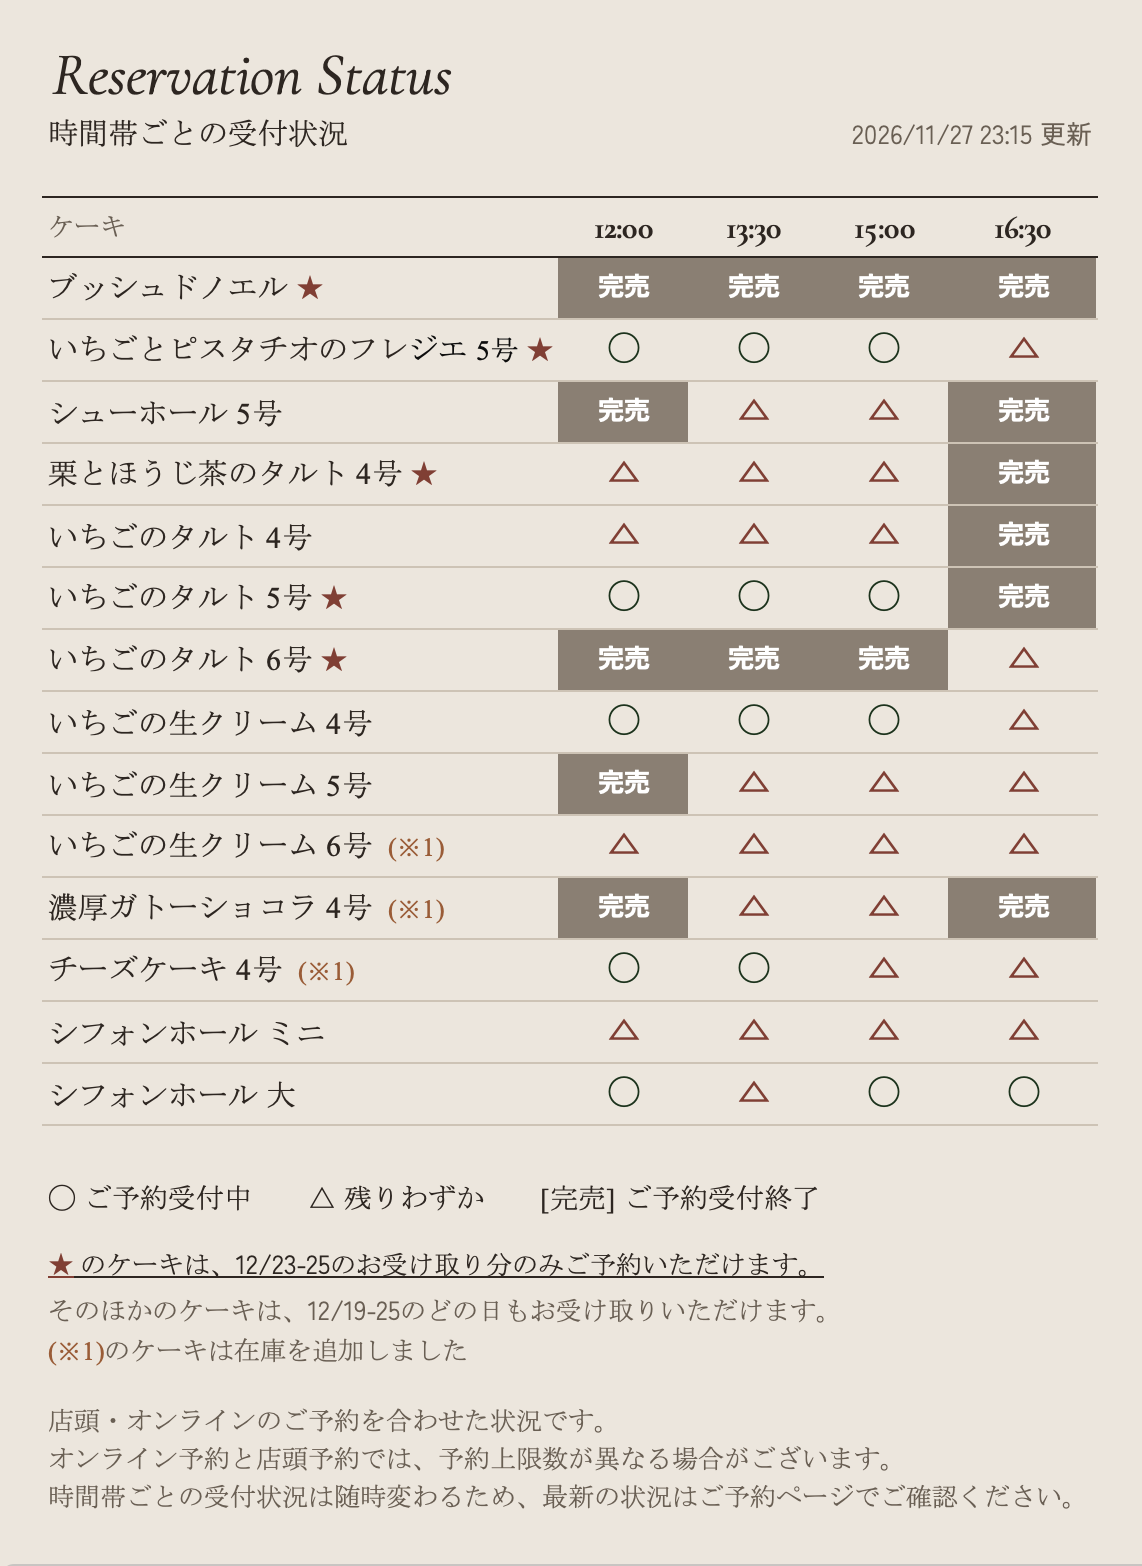 Reservation Status
時間帯ごとの受付状況
2026/11/27 23:15 更新
ケーキ 12:00 13:30 15:00 16:30
ブッシュドノエル ★ 完売 完売 完売 完売
いちごとピスタチオのフレジエ 5号 ★ ○ ○ ○ △
シューホール 5号 完売 △ △ 完売
栗とほうじ茶のタルト 4号 ★ △ △ △ 完売
いちごのタルト 4号 △ △ △ 完売
いちごのタルト 5号 ★ ○ ○ ○ 完売
いちごのタルト 6号 ★ 完売 完売 完売 △
いちごの生クリーム 4号 ○ ○ ○ △
いちごの生クリーム 5号 完売 △ △ △
いちごの生クリーム 6号 (※1) △ △ △ △
濃厚ガトーショコラ 4号 (※1) 完売 △ △ 完売
チーズケーキ 4号 (※1) ○ ○ △ △
シフォンホール ミニ △ △ △ △
シフォンホール 大 ○ △ ○ ○
○ ご予約受付中 △ 残りわずか [完売] ご予約受付終了
★ のケーキは、12/23-25のお受け取り分のみご予約いただけます。
そのほかのケーキは、12/19-25のどの日もお受け取りいただけます。
(※1)のケーキは在庫を追加しました
店頭・オンラインのご予約を合わせた状況です。
オンライン予約と店頭予約では、予約上限数が異なる場合がございます。
時間帯ごとの受付状況は随時変わるため、最新の状況はご予約ページでご確認ください。